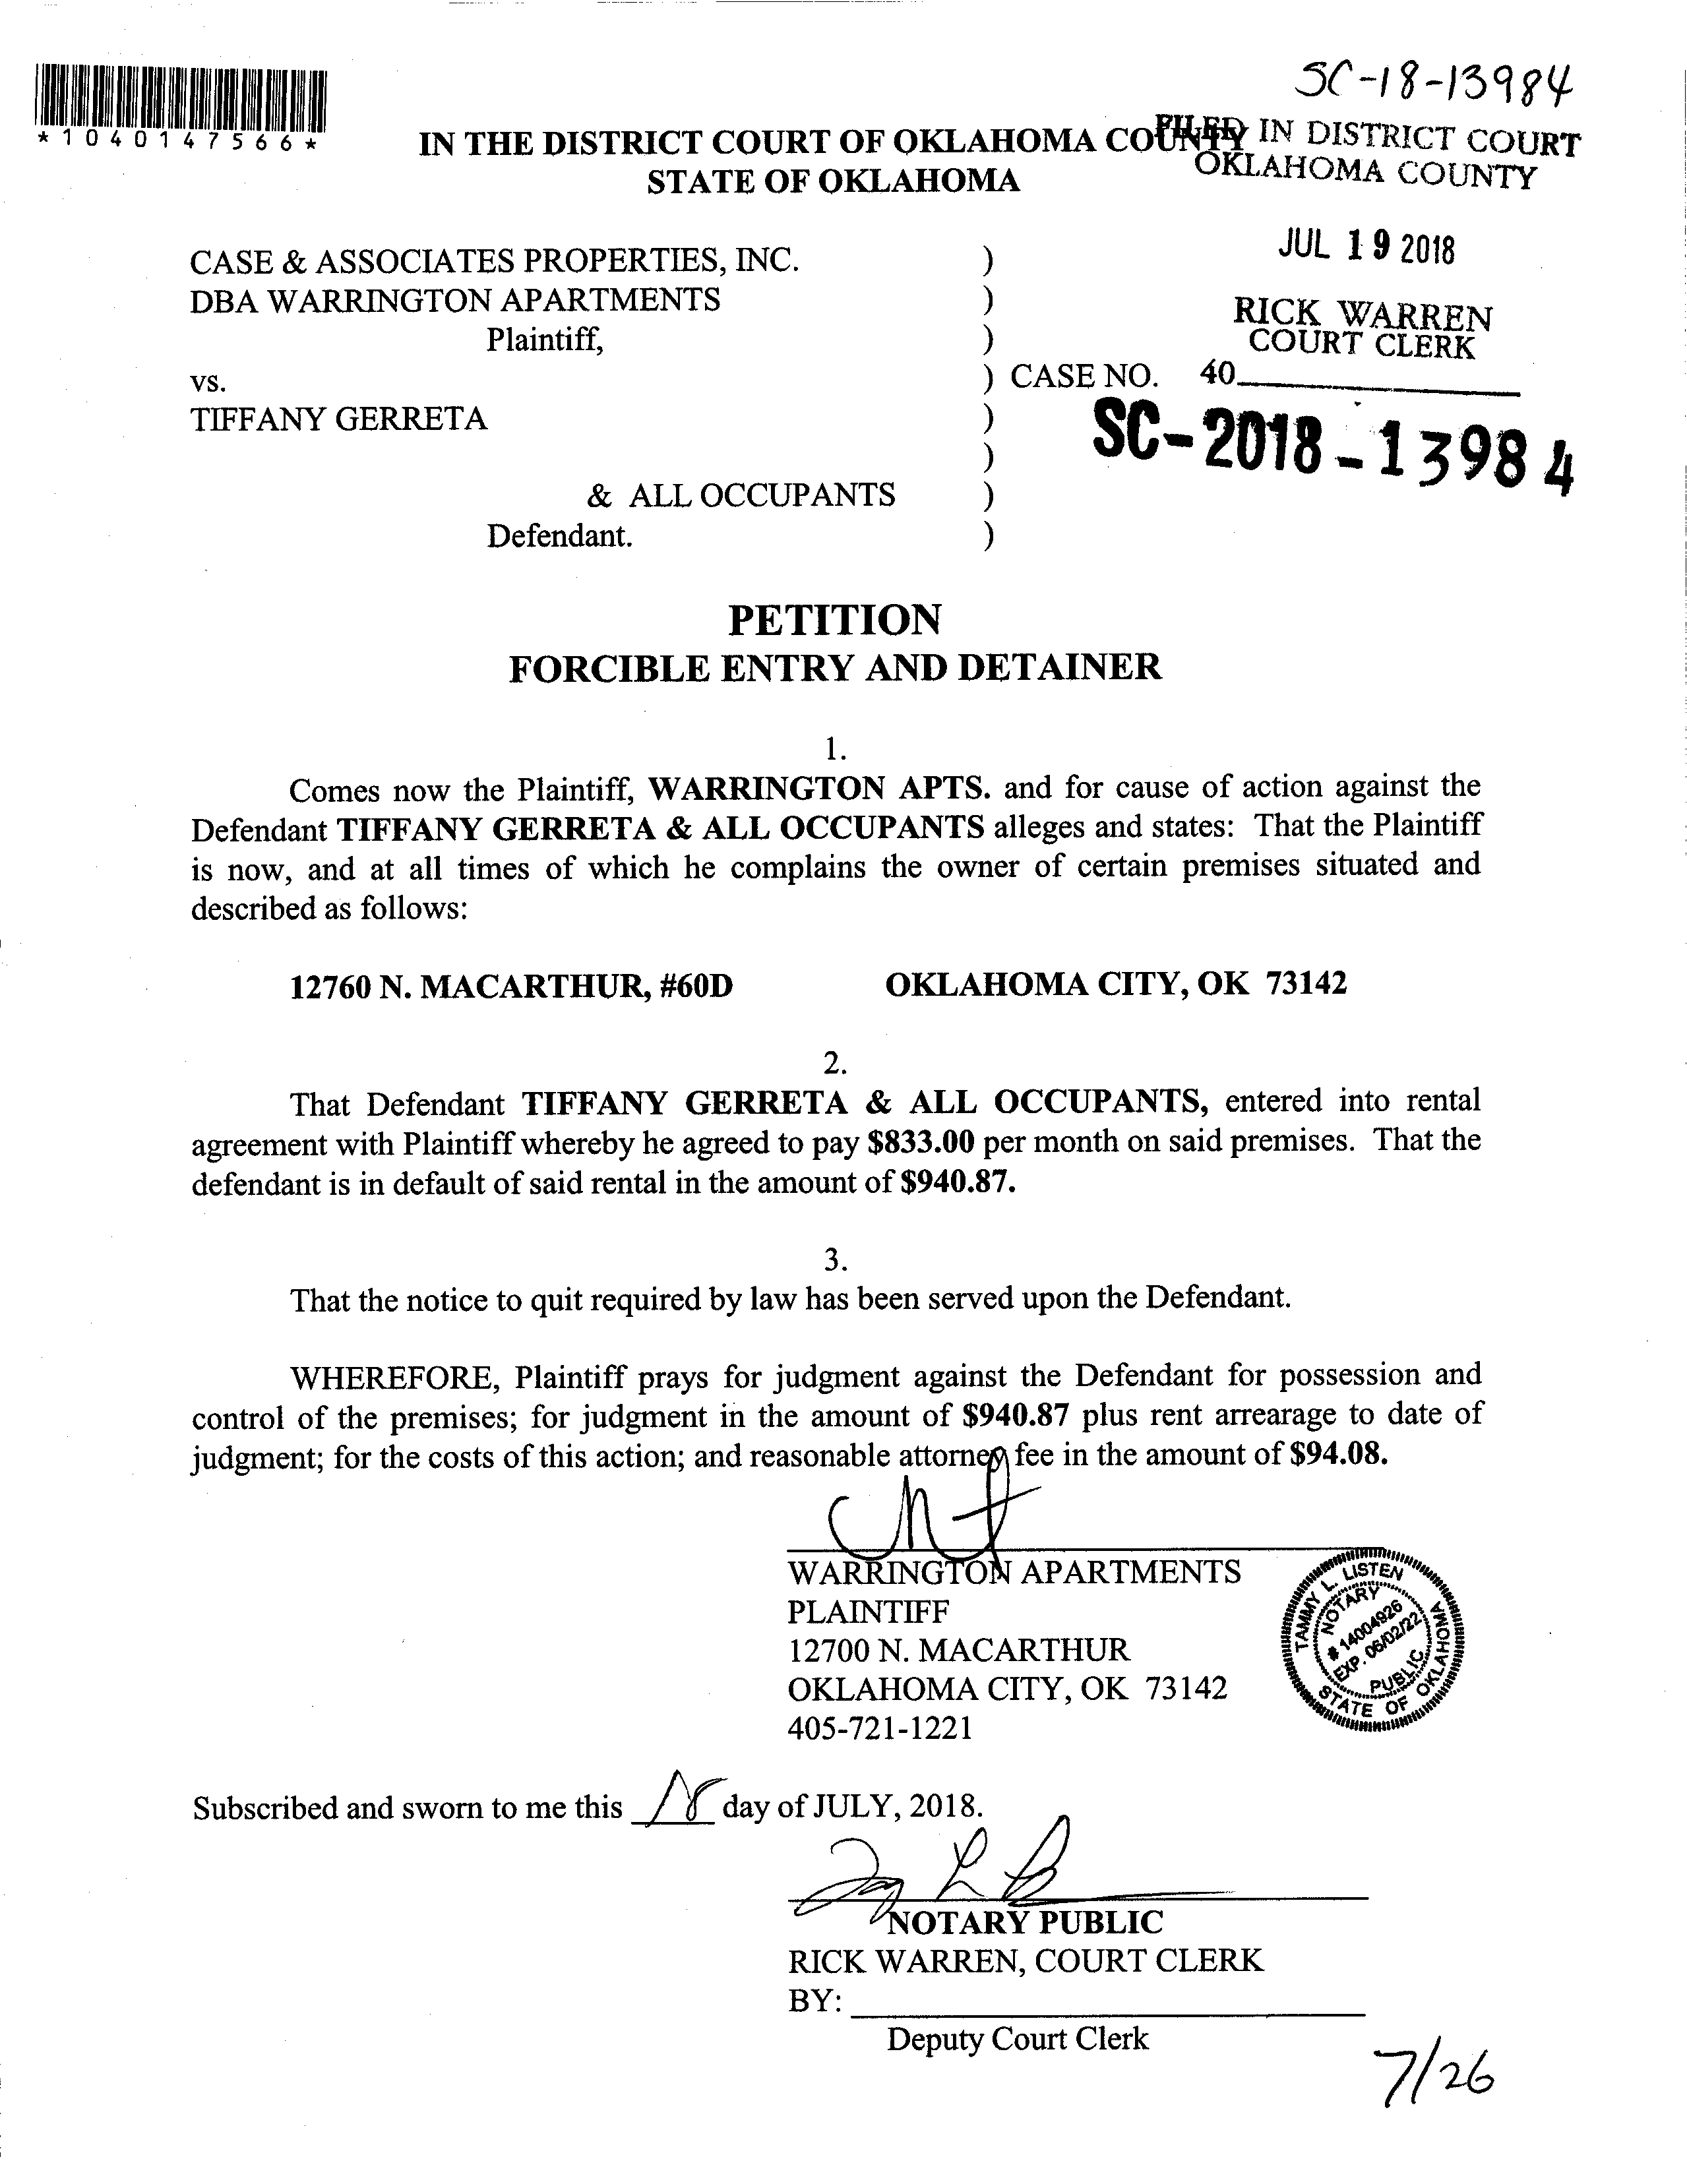 SC-18-13984
*1040147566*
IN THE DISTRICT COURT OF OKLAHOMA COUNTY
STATE OF OKLAHOMA
FILED IN DISTRICT COURT
OKLAHOMA COUNTY
JUL 19 2018
RICK WARREN
COURT CLERK
40
CASE & ASSOCIATES PROPERTIES, INC. )
DBA WARRINGTON APARTMENTS )
Plaintiff, )
vs. ) CASE NO.
TIFFANY GERRETA )
)
& ALL OCCUPANTS )
Defendant. )
SC-2018-13984
PETITION
FORCIBLE ENTRY AND DETAINER
1.
Comes now the Plaintiff, WARRINGTON APTS. and for cause of action against the
Defendant TIFFANY GERRETA & ALL OCCUPANTS alleges and states: That the Plaintiff
is now, and at all times of which he complains the owner of certain premises situated and
described as follows:
12760 N. MACARTHUR, #60D OKLAHOMA CITY, OK 73142
2.
That Defendant TIFFANY GERRETA & ALL OCCUPANTS, entered into rental
agreement with Plaintiff whereby he agreed to pay $833.00 per month on said premises. That the
defendant is in default of said rental in the amount of $940.87.
3.
That the notice to quit required by law has been served upon the Defendant.
WHEREFORE, Plaintiff prays for judgment against the Defendant for possession and
control of the premises; for judgment in the amount of $940.87 plus rent arrearage to date of
judgment; for the costs of this action; and reasonable attorney fee in the amount of $94.08.
WARRINGTON APARTMENTS
PLAINTIFF
12700 N. MACARTHUR
OKLAHOMA CITY, OK 73142
405-721-1221
TAMMY L. LISTEN
NOTARY
# 14004926
EXP. 06/02/22
PUBLIC
STATE OF OKLAHOMA
Subscribed and sworn to me this 18 day of JULY, 2018.
NOTARY PUBLIC
RICK WARREN, COURT CLERK
BY:
Deputy Court Clerk
7/26